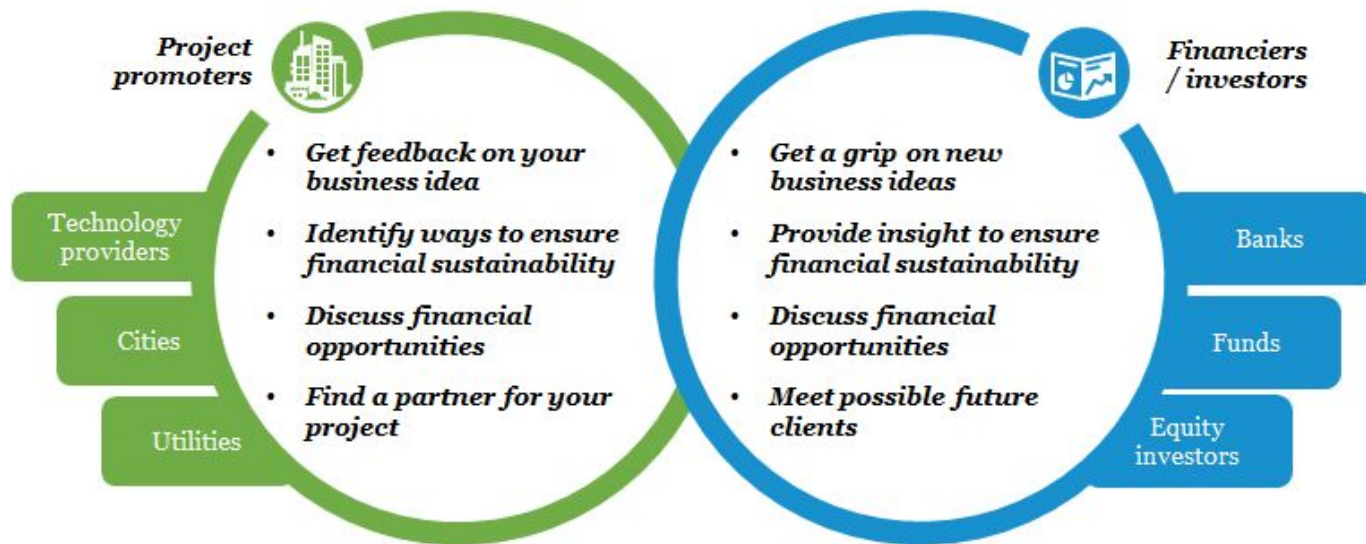 Project
promoters
• Get feedback on your
business idea
• Identify ways to ensure
financial sustainability
• Discuss financial
opportunities
• Find a partner for your
project
Technology
providers
Cities
Utilities
Financiers
/ investors
• Get a grip on new
business ideas
• Provide insight to ensure
financial sustainability
• Discuss financial
opportunities
• Meet possible future
clients
Banks
Funds
Equity
investors